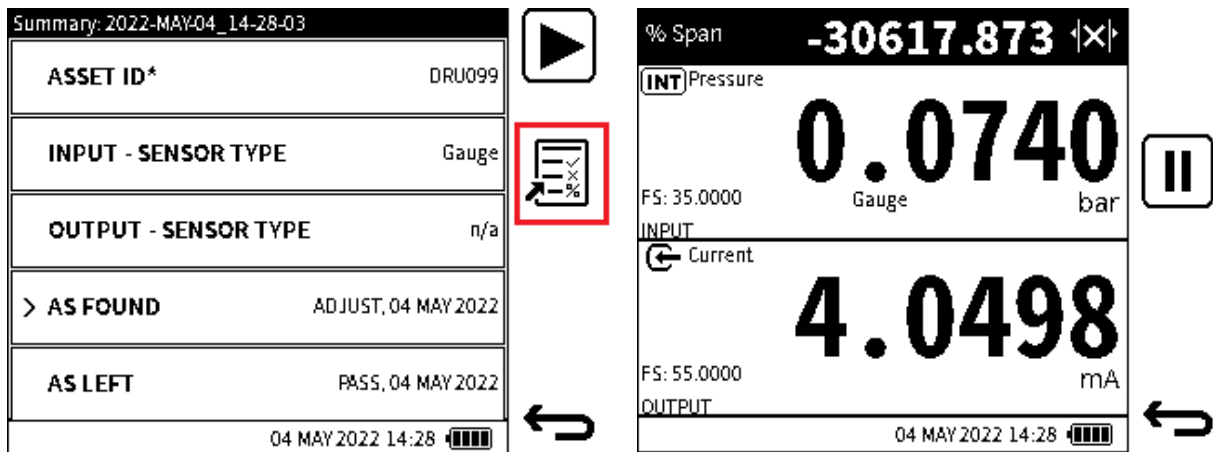 Summary: 2022-MAY-04_14-28-03
ASSET ID* DRU099
INPUT - SENSOR TYPE Gauge
OUTPUT - SENSOR TYPE n/a
> AS FOUND ADJUST, 04 MAY 2022
AS LEFT PASS, 04 MAY 2022
04 MAY 2022 14:28
% Span -30617.873
INT Pressure
0.0740
FS: 35.0000 Gauge bar
INPUT
Current
4.0498
FS: 55.0000 mA
OUTPUT
04 MAY 2022 14:28